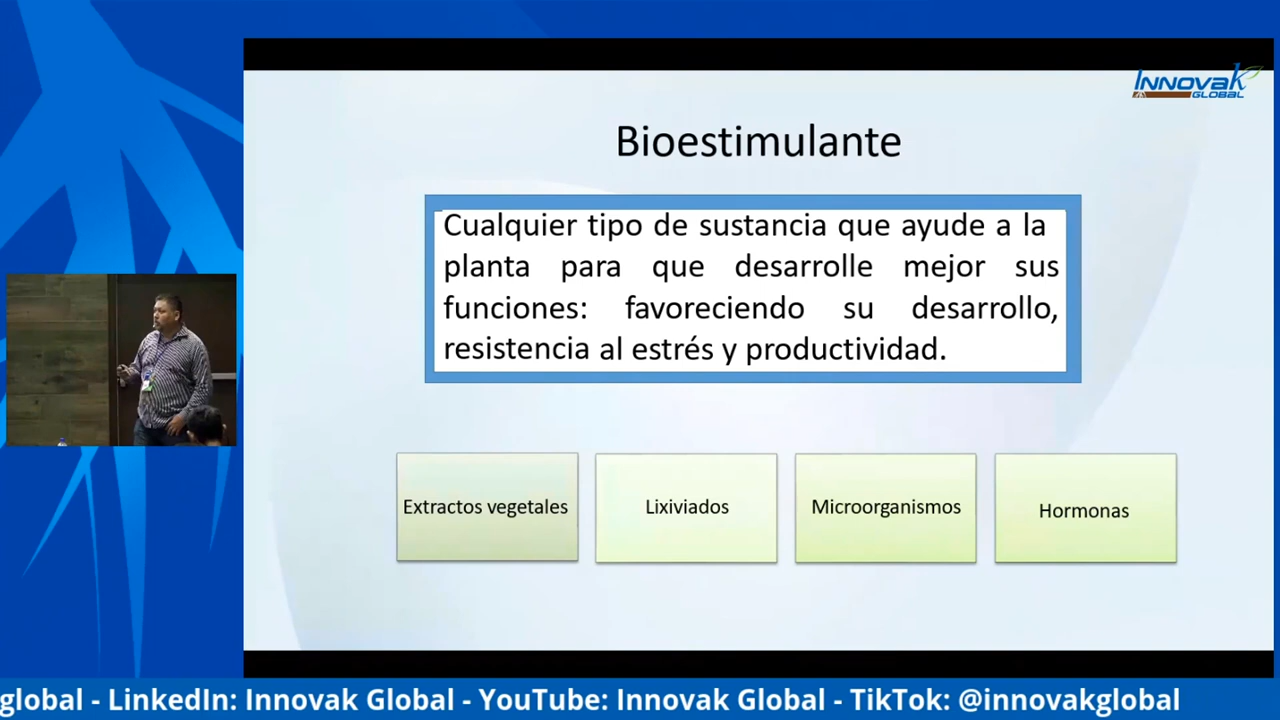 Innovak
GLOBAL
Bioestimulante
Cualquier tipo de sustancia que ayude a la
planta para que desarrolle mejor sus
funciones: favoreciendo su desarrollo,
resistencia al estrés y productividad.
Extractos vegetales
Lixiviados
Microorganismos
Hormonas
global - LinkedIn: Innovak Global - YouTube: Innovak Global - TikTok: @innovakglobal